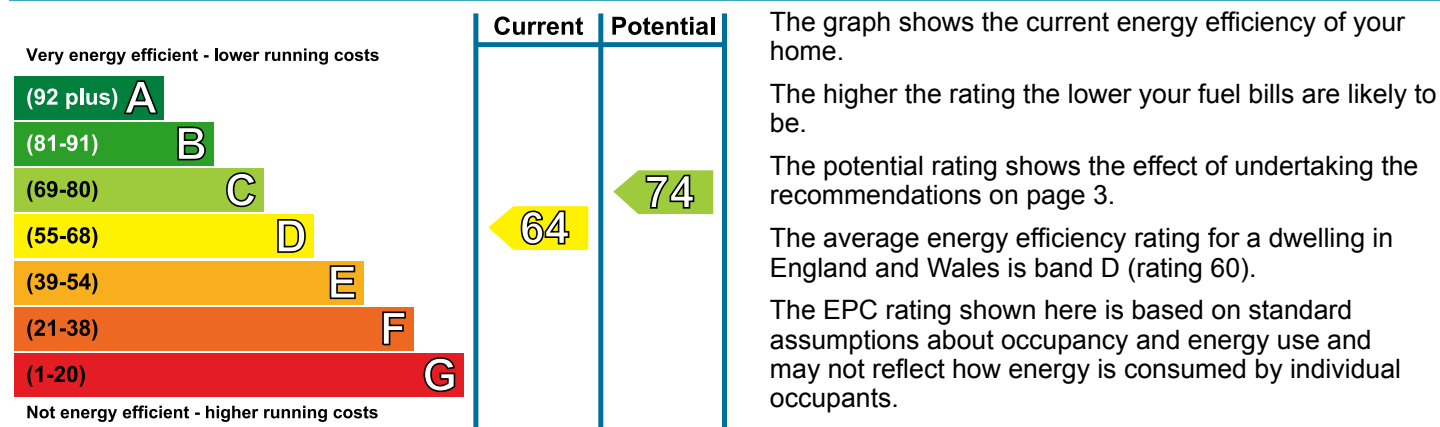 Current Potential
Very energy efficient - lower running costs
(92 plus) A
(81-91) B
(69-80) C
(55-68) D
(39-54) E
(21-38) F
(1-20) G
Not energy efficient - higher running costs
64
74
The graph shows the current energy efficiency of your
home.
The higher the rating the lower your fuel bills are likely to
be.
The potential rating shows the effect of undertaking the
recommendations on page 3.
The average energy efficiency rating for a dwelling in
England and Wales is band D (rating 60).
The EPC rating shown here is based on standard
assumptions about occupancy and energy use and
may not reflect how energy is consumed by individual
occupants.